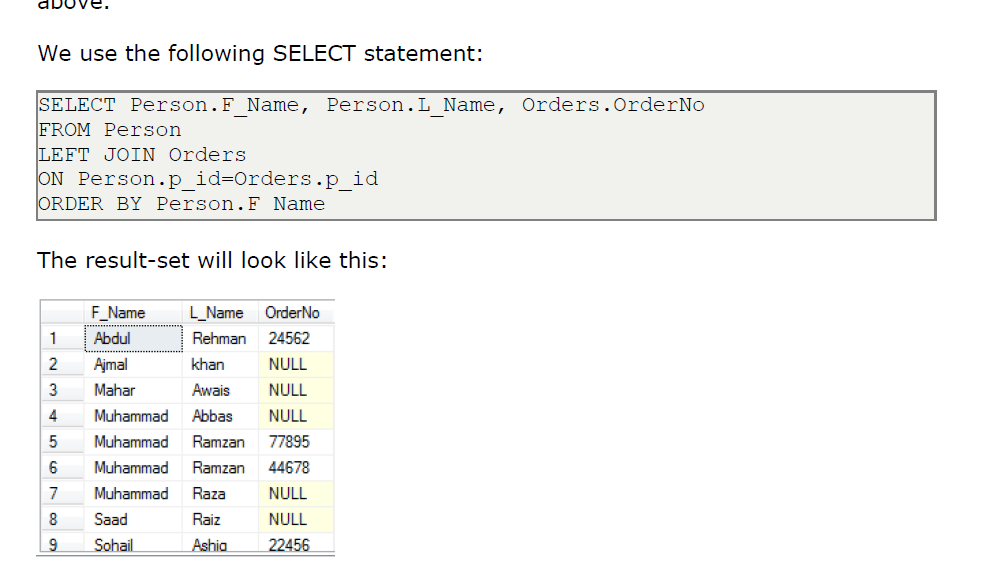 above.
We use the following SELECT statement:
SELECT Person.F_Name, Person.L_Name, Orders.OrderNo
FROM Person
LEFT JOIN Orders
ON Person.p_id=Orders.p_id
ORDER BY Person.F Name
The result-set will look like this:
F_Name L_Name OrderNo
1 Abdul Rehman 24562
2 Ajmal khan NULL
3 Mahar Awais NULL
4 Muhammad Abbas NULL
5 Muhammad Ramzan 77895
6 Muhammad Ramzan 44678
7 Muhammad Raza NULL
8 Saad Raiz NULL
9 Sohail Ashiq 22456